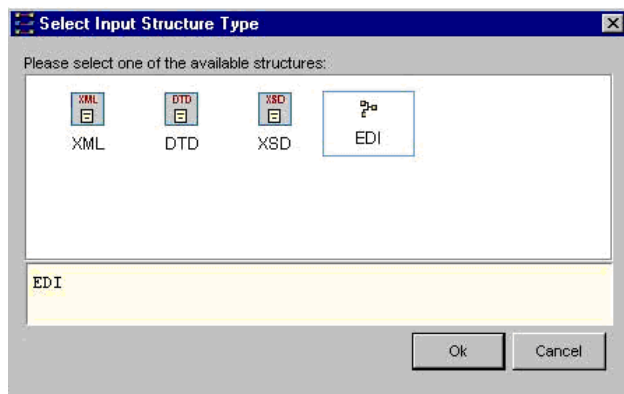 Select Input Structure Type
Please select one of the available structures:
XML DTD XSD
XML DTD XSD EDI
EDI
Ok Cancel